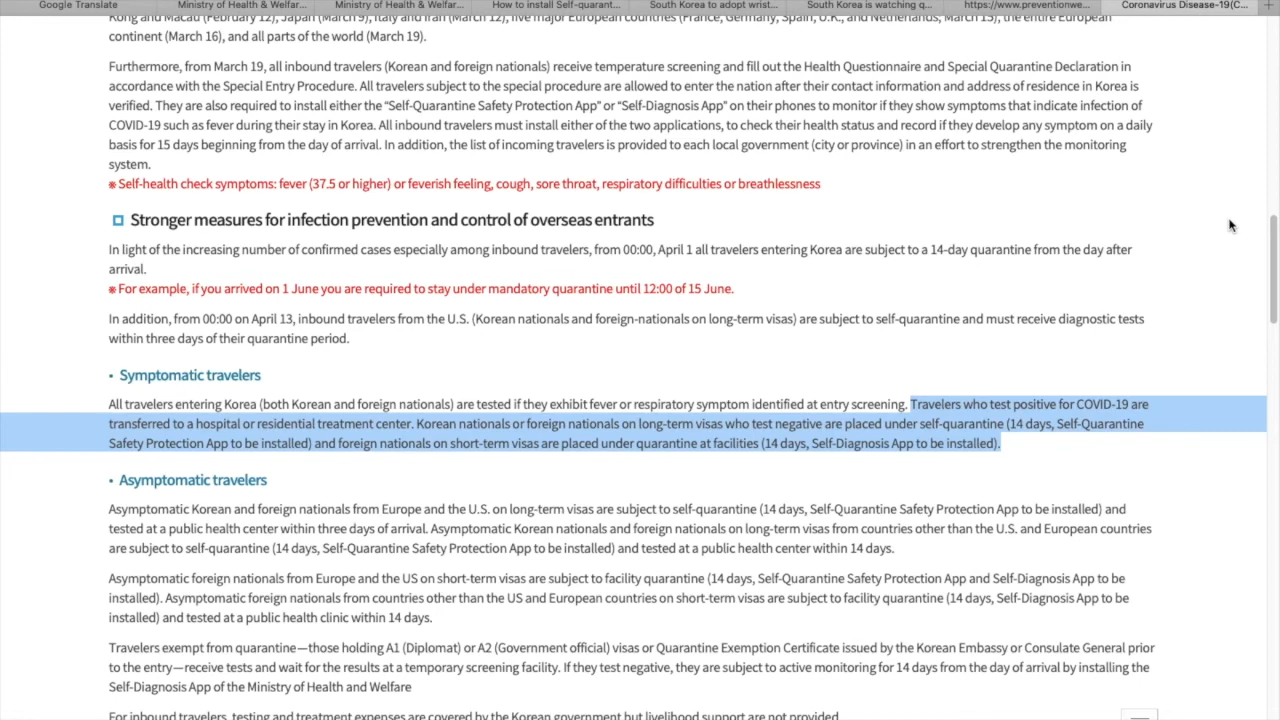 Google Translate
Ministry of Health & Welfar...
Ministry of Health & Welfar...
How to install Self-quarant...
South Korea to adopt wrist...
South Korea is watching q...
https://www.preventionwe...
Coronavirus Disease-19(C...
Kong and Macau (February 12), Japan (March 9), Italy and Iran (March 12), five major European countries (France, Germany, Spain, U.K., and Netherlands, March 15), the entire European
continent (March 16), and all parts of the world (March 19).
Furthermore, from March 19, all inbound travelers (Korean and foreign nationals) receive temperature screening and fill out the Health Questionnaire and Special Quarantine Declaration in
accordance with the Special Entry Procedure. All travelers subject to the special procedure are allowed to enter the nation after their contact information and address of residence in Korea is
verified. They are also required to install either the “Self-Quarantine Safety Protection App” or “Self-Diagnosis App” on their phones to monitor if they show symptoms that indicate infection of
COVID-19 such as fever during their stay in Korea. All inbound travelers must install either of the two applications, to check their health status and record if they develop any symptom on a daily
basis for 15 days beginning from the day of arrival. In addition, the list of incoming travelers is provided to each local government (city or province) in an effort to strengthen the monitoring
system.
※ Self-health check symptoms: fever (37.5 or higher) or feverish feeling, cough, sore throat, respiratory difficulties or breathlessness
Stronger measures for infection prevention and control of overseas entrants
In light of the increasing number of confirmed cases especially among inbound travelers, from 00:00, April 1 all travelers entering Korea are subject to a 14-day quarantine from the day after
arrival.
※ For example, if you arrived on 1 June you are required to stay under mandatory quarantine until 12:00 of 15 June.
In addition, from 00:00 on April 13, inbound travelers from the U.S. (Korean nationals and foreign-nationals on long-term visas) are subject to self-quarantine and must receive diagnostic tests
within three days of their quarantine period.
• Symptomatic travelers
All travelers entering Korea (both Korean and foreign nationals) are tested if they exhibit fever or respiratory symptom identified at entry screening. Travelers who test positive for COVID-19 are
transferred to a hospital or residential treatment center. Korean nationals or foreign nationals on long-term visas who test negative are placed under self-quarantine (14 days, Self-Quarantine
Safety Protection App to be installed) and foreign nationals on short-term visas are placed under quarantine at facilities (14 days, Self-Diagnosis App to be installed).
• Asymptomatic travelers
Asymptomatic Korean and foreign nationals from Europe and the U.S. on long-term visas are subject to self-quarantine (14 days, Self-Quarantine Safety Protection App to be installed) and
tested at a public health center within three days of arrival. Asymptomatic Korean nationals and foreign nationals on long-term visas from countries other than the U.S. and European countries
are subject to self-quarantine (14 days, Self-Quarantine Safety Protection App to be installed) and tested at a public health center within 14 days.
Asymptomatic foreign nationals from Europe and the US on short-term visas are subject to facility quarantine (14 days, Self-Quarantine Safety Protection App and Self-Diagnosis App to be
installed). Asymptomatic foreign nationals from countries other than the US and European countries on short-term visas are subject to facility quarantine (14 days, Self-Diagnosis App to be
installed) and tested at a public health clinic within 14 days.
Travelers exempt from quarantine—those holding A1 (Diplomat) or A2 (Government official) visas or Quarantine Exemption Certificate issued by the Korean Embassy or Consulate General prior
to the entry—receive tests and wait for the results at a temporary screening facility. If they test negative, they are subject to active monitoring for 14 days from the day of arrival by installing the
Self-Diagnosis App of the Ministry of Health and Welfare
For inbound travelers, testing and treatment expenses are covered by the Korean government but livelihood support are not provided